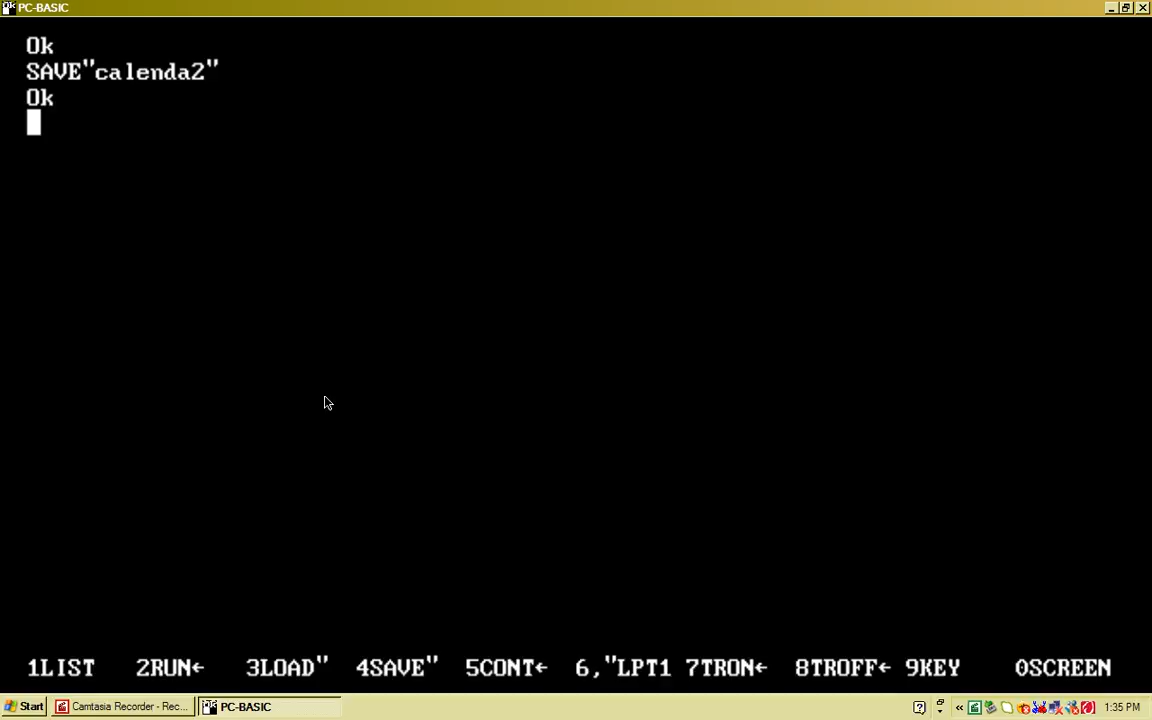 PC-BASIC
Ok
SAVE"calenda2"
Ok
1LIST 2RUN← 3LOAD" 4SAVE" 5CONT← 6,"LPT1 7TRON← 8TROFF← 9KEY 0SCREEN
Start Camtasia Recorder - Rec... PC-BASIC 1:35 PM